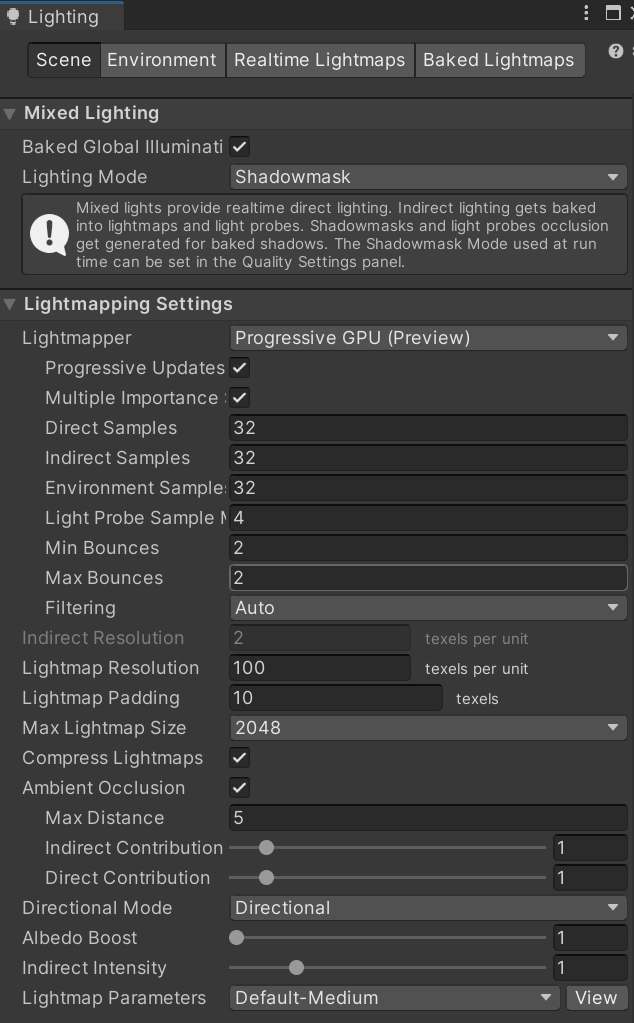 Lighting
Scene Environment Realtime Lightmaps Baked Lightmaps
Mixed Lighting
Baked Global Illuminati
Lighting Mode Shadowmask
Mixed lights provide realtime direct lighting. Indirect lighting gets baked
into lightmaps and light probes. Shadowmasks and light probes occlusion
get generated for baked shadows. The Shadowmask Mode used at run
time can be set in the Quality Settings panel.
Lightmapping Settings
Lightmapper Progressive GPU (Preview)
Progressive Updates
Multiple Importance
Direct Samples 32
Indirect Samples 32
Environment Sample 32
Light Probe Sample 4
Min Bounces 2
Max Bounces 2
Filtering Auto
Indirect Resolution 2 texels per unit
Lightmap Resolution 100 texels per unit
Lightmap Padding 10 texels
Max Lightmap Size 2048
Compress Lightmaps
Ambient Occlusion
Max Distance 5
Indirect Contribution 1
Direct Contribution 1
Directional Mode Directional
Albedo Boost 1
Indirect Intensity 1
Lightmap Parameters Default-Medium View